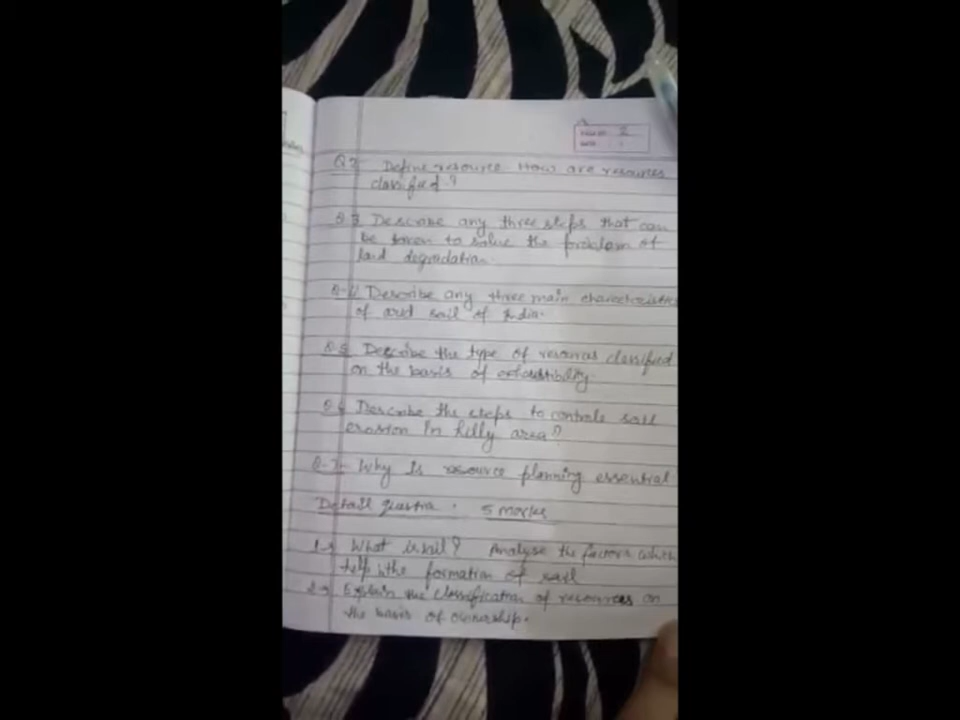 2
Q 2 Define resource How are resources
classified?
Q 3 Describe any three steps that can
be taken to solve the problem of
land degradation.
Q-4 Describe any three main characteristics
of arid soil of India.
Q 5 Describe the type of resources classified
on the basis of
Q 6 Describe the steps to controle soil
erosion In hilly area?
Q-7- Why Is resource planning essential
Detail 5 marks
1- What is soil? Analyse the factors which
help in the formation of soil
2- Explain the classification of resources on
the basis of ownership.